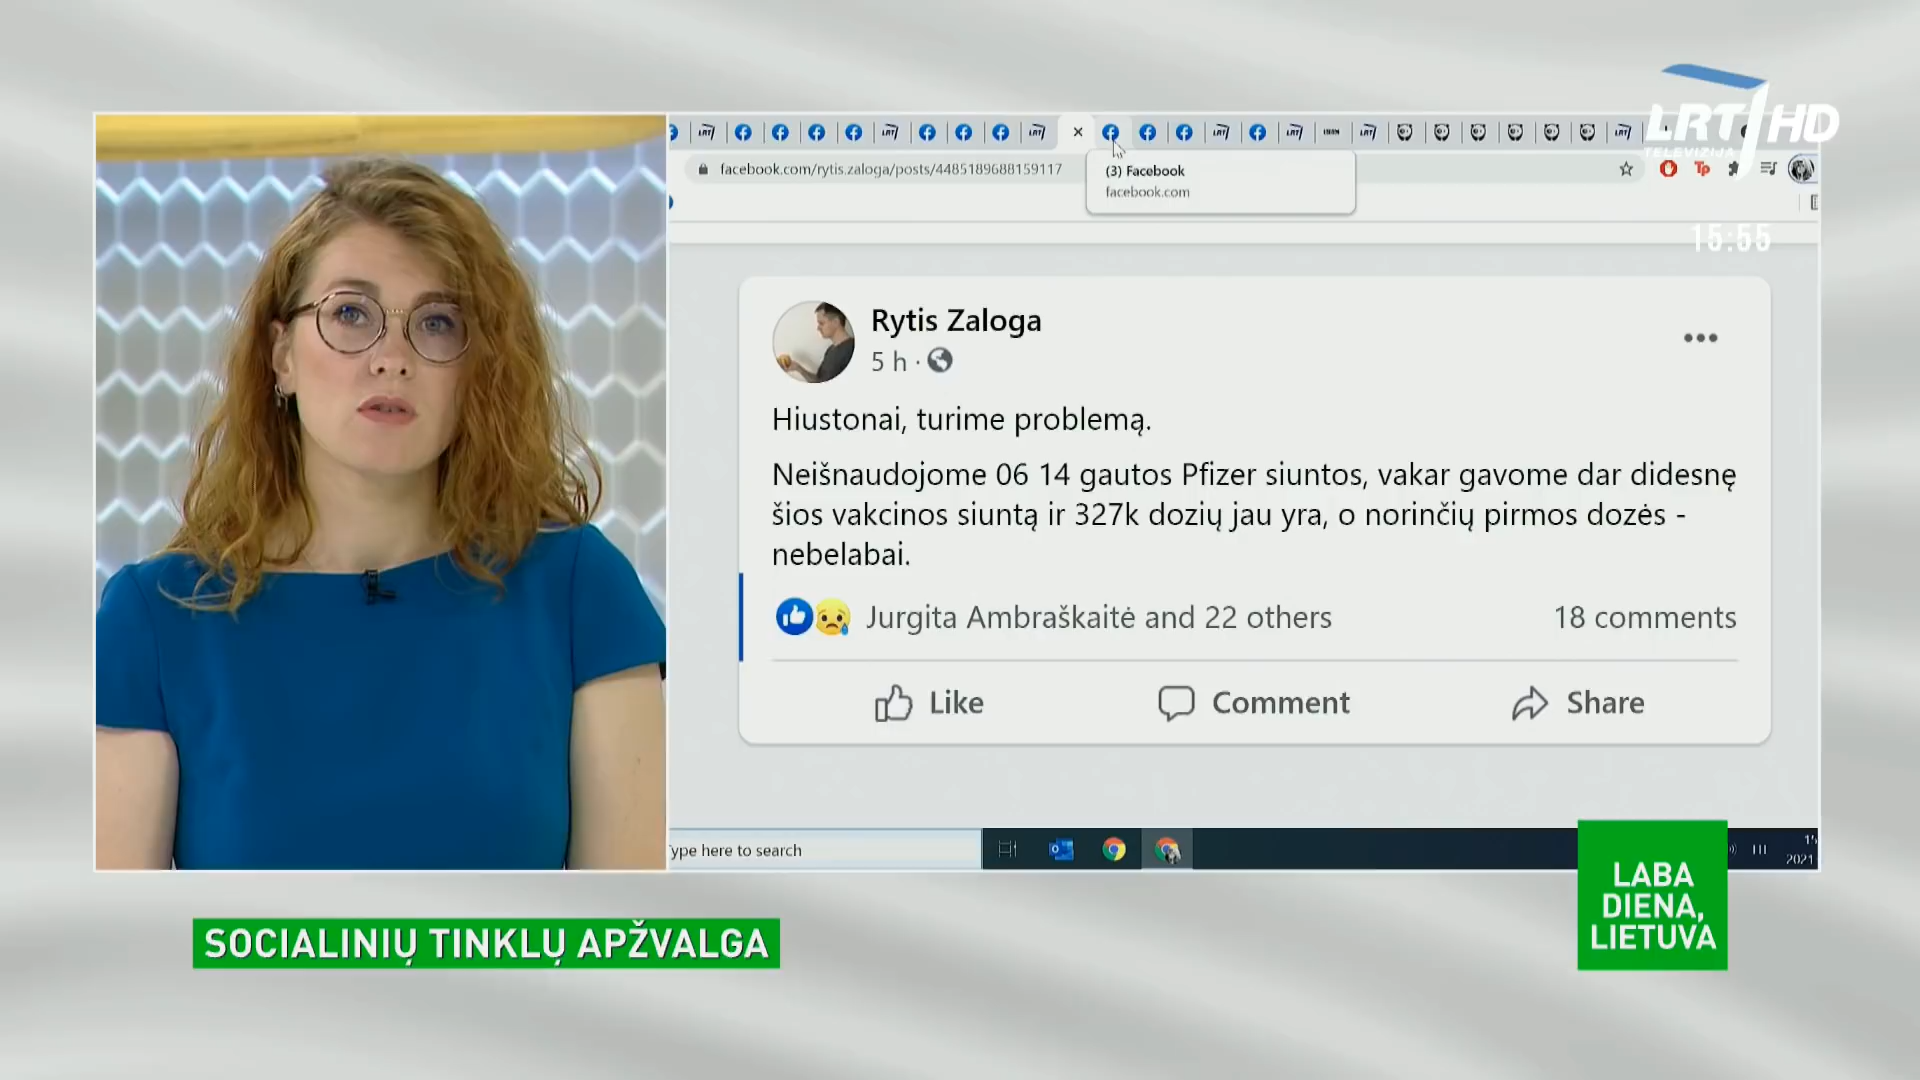 LRT HD
TELEVIZIJA
15:55
facebook.com/rytis.zaloga/posts/4485189688159117
(3) Facebook
facebook.com
Rytis Zaloga
5 h ·
Hiustonai, turime problemą.
Neišnaudojome 06 14 gautos Pfizer siuntos, vakar gavome dar didesnę
šios vakcinos siuntą ir 327k dozių jau yra, o norinčių pirmos dozės -
nebelabai.
Jurgita Ambraškaitė and 22 others 18 comments
Like Comment Share
ype here to search
2021
SOCIALINIŲ TINKLŲ APŽVALGA
LABA
DIENA,
LIETUVA